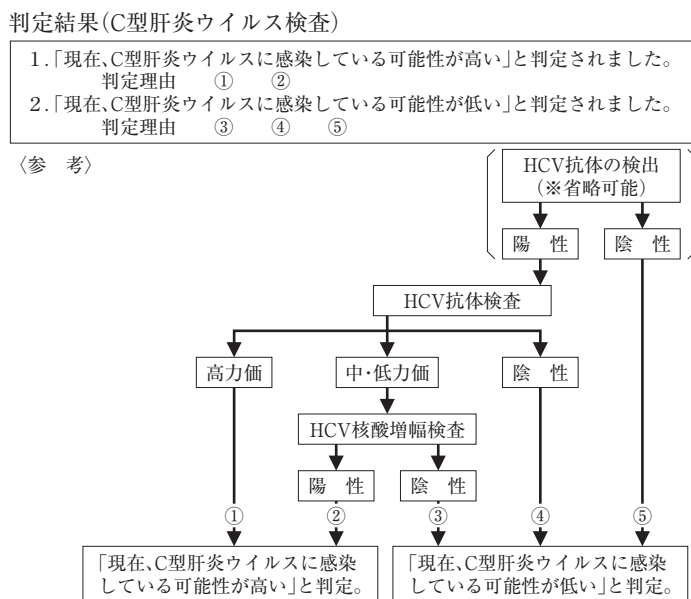 判定結果(C型肝炎ウイルス検査)
1.「現在、C型肝炎ウイルスに感染している可能性が高い」と判定されました。
判定理由 ① ②
2.「現在、C型肝炎ウイルスに感染している可能性が低い」と判定されました。
判定理由 ③ ④ ⑤
〈参 考〉
HCV抗体の検出
(※省略可能)
陽 性 陰 性
HCV抗体検査
高力価 中・低力価 陰 性
HCV核酸増幅検査
陽 性 陰 性
① ② ③ ④ ⑤
「現在、C型肝炎ウイルスに感染
している可能性が高い」と判定。
「現在、C型肝炎ウイルスに感染
している可能性が低い」と判定。